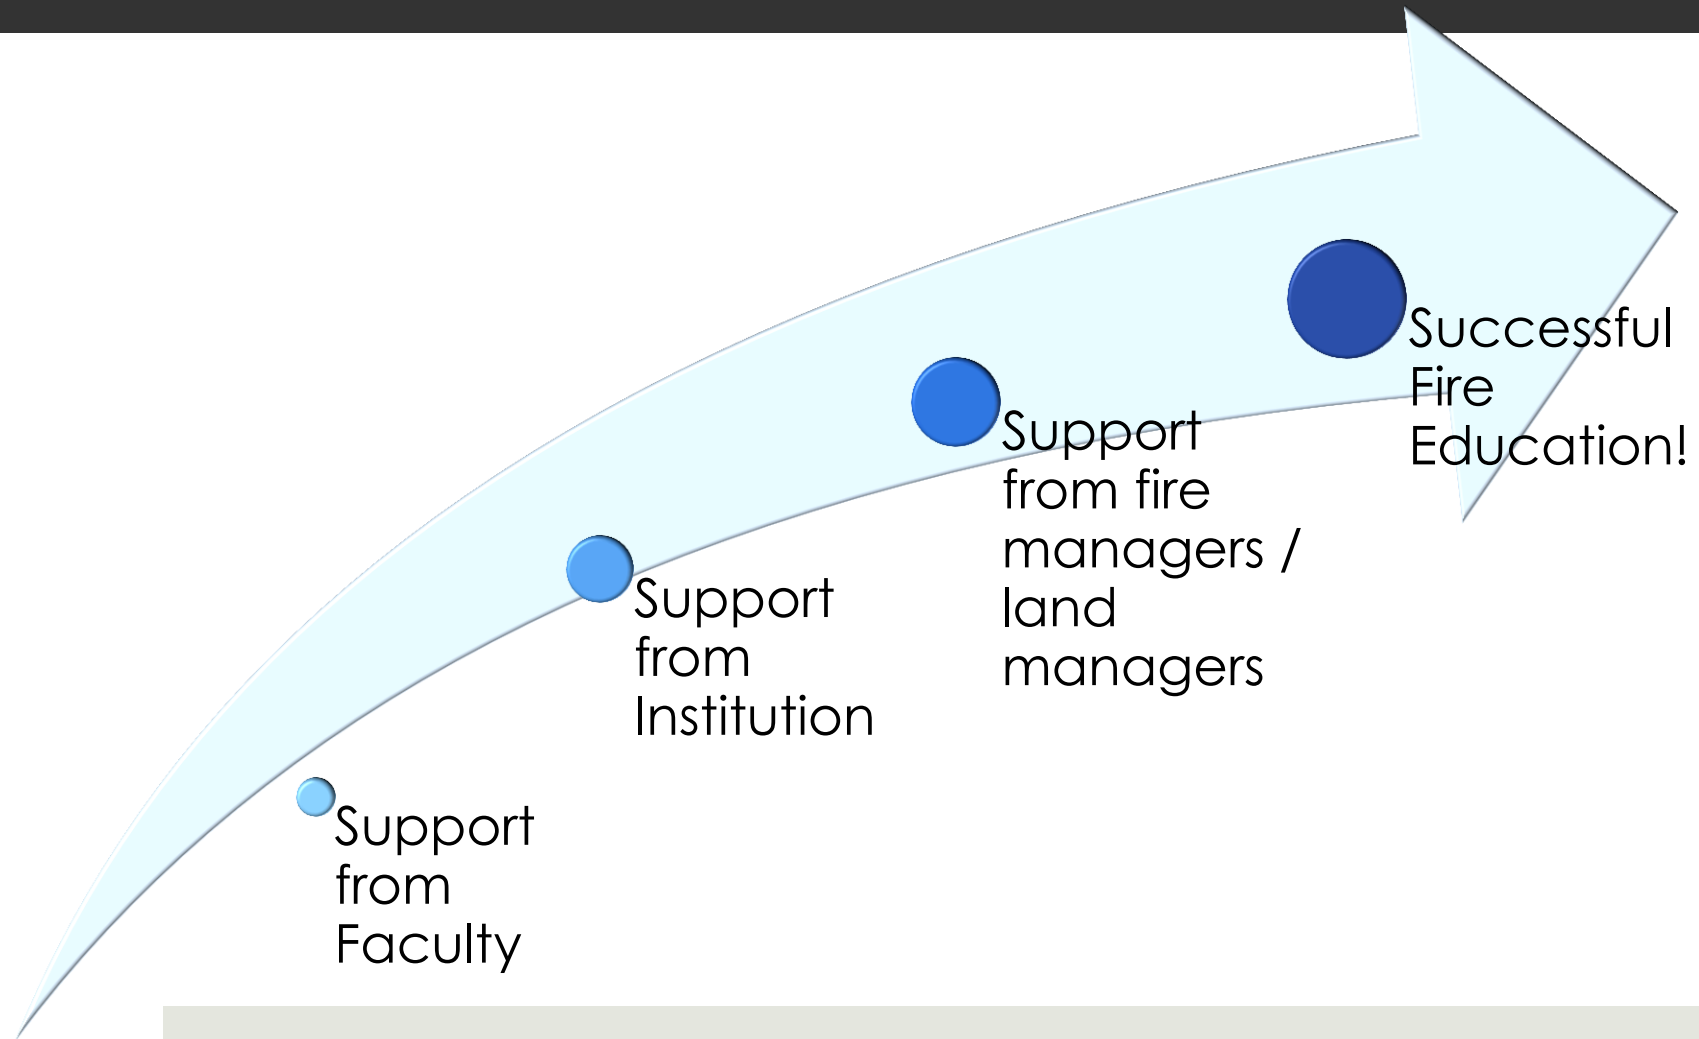 Support
from
Faculty
Support
from
Institution
Support
from fire
managers /
land
managers
Successful
Fire
Education!